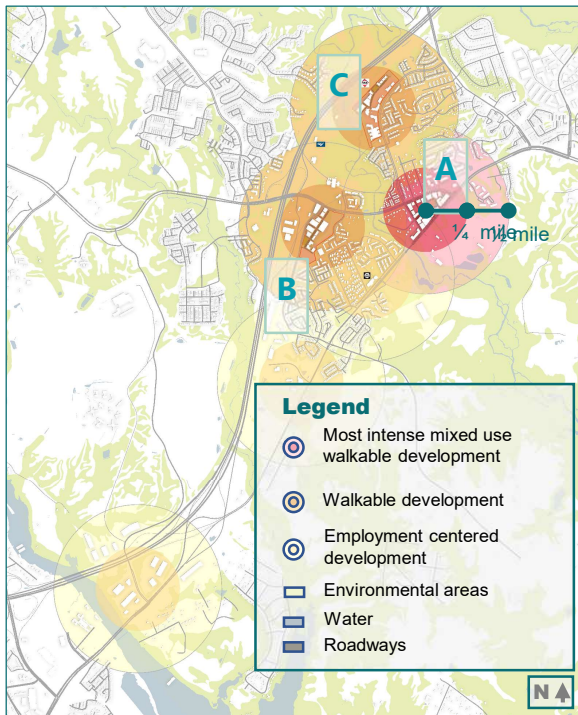 C
A
¼ mile ½ mile
B
Legend
Most intense mixed use
walkable development
Walkable development
Employment centered
development
Environmental areas
Water
Roadways
N